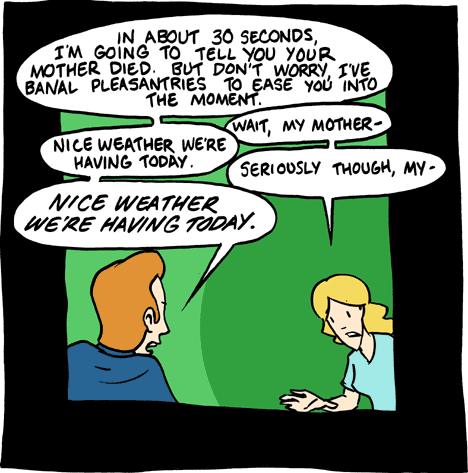 IN ABOUT 30 SECONDS,
I'M GOING TO TELL YOU YOUR
MOTHER DIED. BUT DON'T WORRY, I'VE
BANAL PLEASANTRIES TO EASE YOU INTO
THE MOMENT.
WAIT, MY MOTHER-
NICE WEATHER WE'RE
HAVING TODAY.
SERIOUSLY THOUGH, MY-
NICE WEATHER
WE'RE HAVING TODAY.